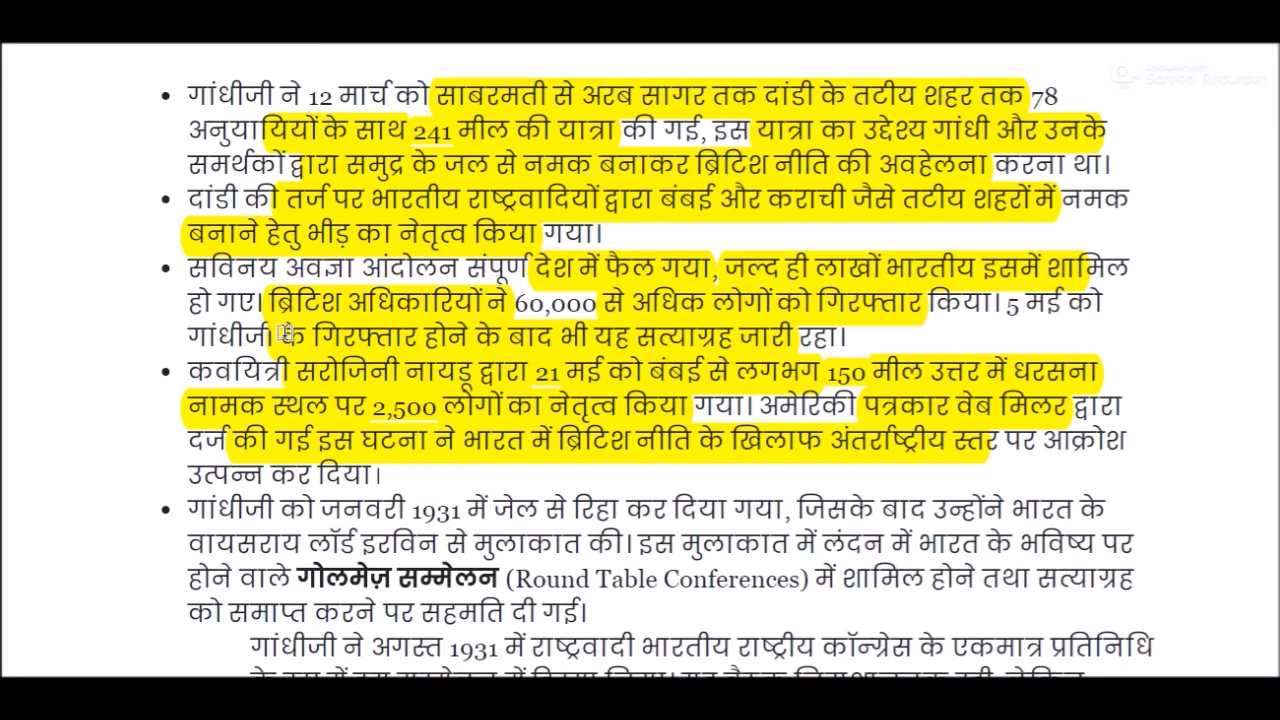 गांधीजी ने 12 मार्च को साबरमती से अरब सागर तक दांडी के तटीय शहर तक 78
अनुयायियों के साथ 241 मील की यात्रा की गई, इस यात्रा का उद्देश्य गांधी और उनके
समर्थकों द्वारा समुद्र के जल से नमक बनाकर ब्रिटिश नीति की अवहेलना करना था।
दांडी की तर्ज पर भारतीय राष्ट्रवादियों द्वारा बंबई और कराची जैसे तटीय शहरों में नमक
बनाने हेतु भीड़ का नेतृत्व किया गया।
सविनय अवज्ञा आंदोलन संपूर्ण देश में फैल गया, जल्द ही लाखों भारतीय इसमें शामिल
हो गए। ब्रिटिश अधिकारियों ने 60,000 से अधिक लोगों को गिरफ्तार किया। 5 मई को
गांधीजी के गिरफ्तार होने के बाद भी यह सत्याग्रह जारी रहा।
कवयित्री सरोजिनी नायडू द्वारा 21 मई को बंबई से लगभग 150 मील उत्तर में धरसना
नामक स्थल पर 2,500 लोगों का नेतृत्व किया गया। अमेरिकी पत्रकार वेब मिलर द्वारा
दर्ज की गई इस घटना ने भारत में ब्रिटिश नीति के खिलाफ अंतर्राष्ट्रीय स्तर पर आक्रोश
उत्पन्न कर दिया।
गांधीजी को जनवरी 1931 में जेल से रिहा कर दिया गया, जिसके बाद उन्होंने भारत के
वायसराय लॉर्ड इरविन से मुलाकात की। इस मुलाकात में लंदन में भारत के भविष्य पर
होने वाले गोलमेज़ सम्मेलन (Round Table Conferences) में शामिल होने तथा सत्याग्रह
को समाप्त करने पर सहमति दी गई।
गांधीजी ने अगस्त 1931 में राष्ट्रवादी भारतीय राष्ट्रीय कॉन्ग्रेस के एकमात्र प्रतिनिधि